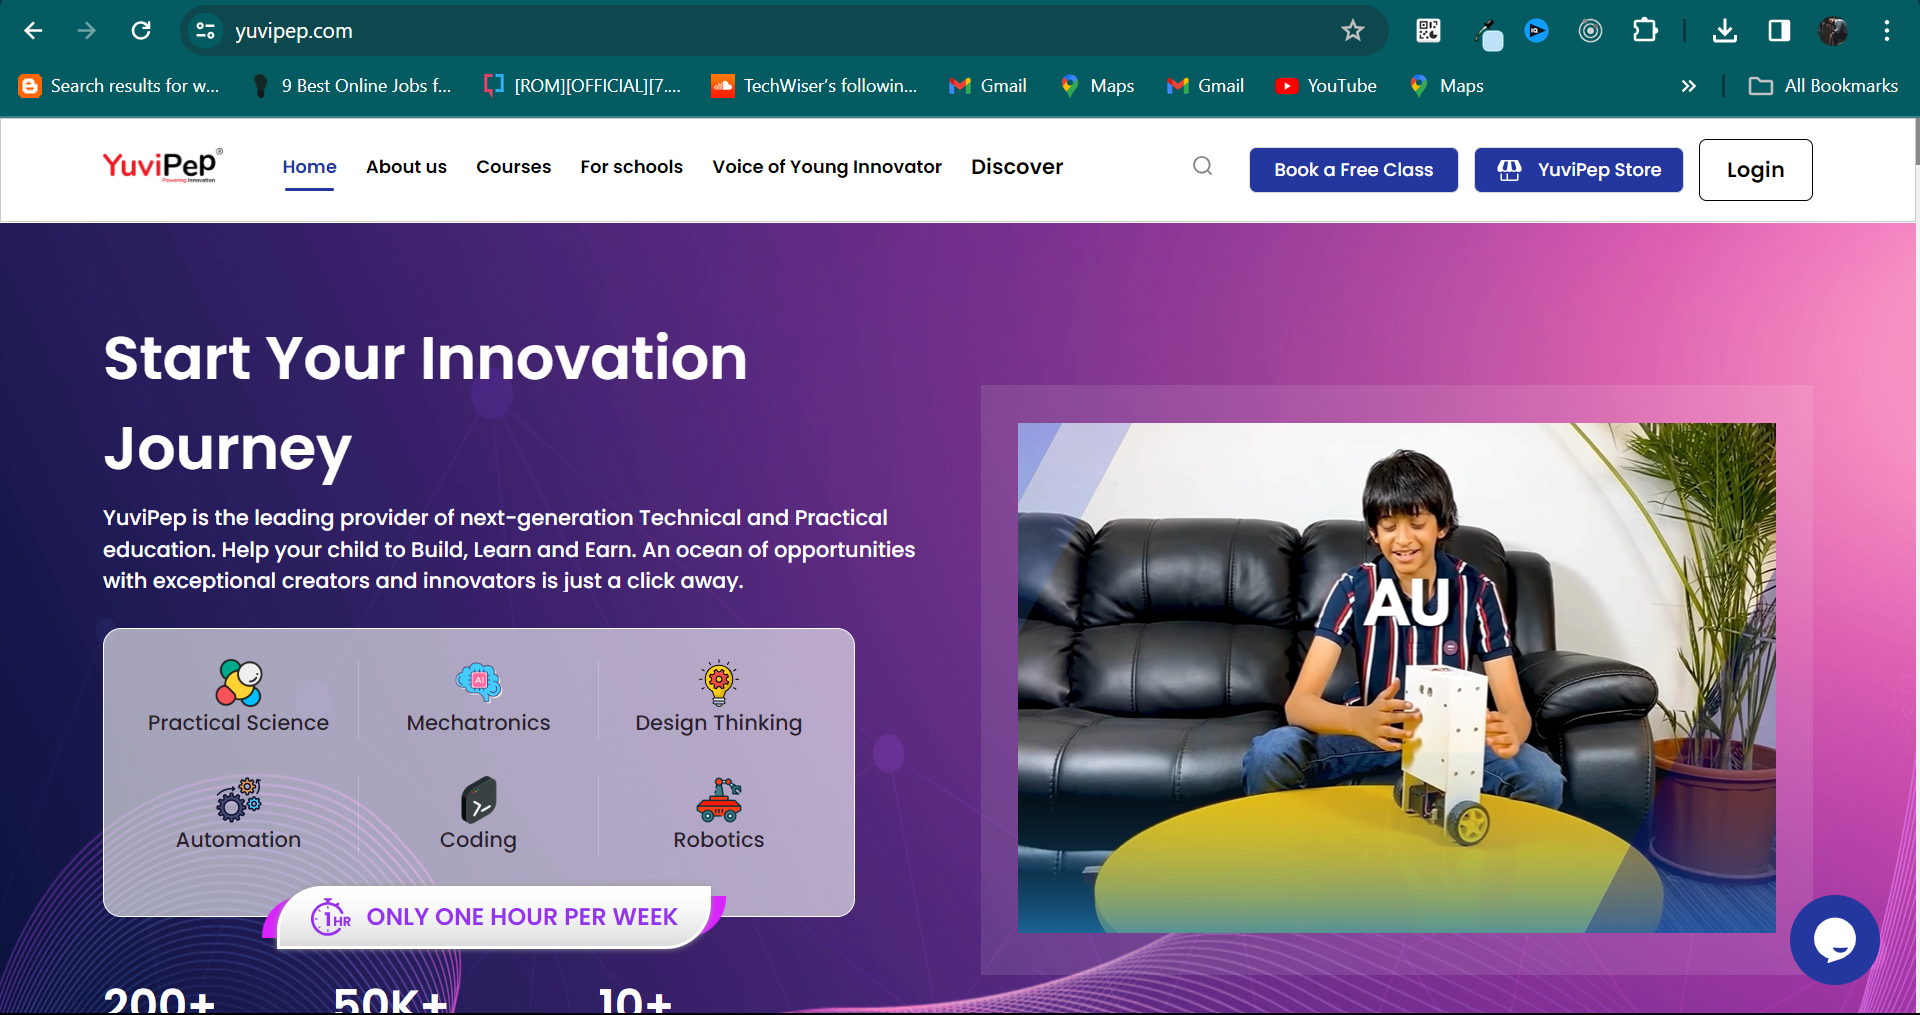 yuvipep.com
Search results for w...
9 Best Online Jobs f...
[ROM][OFFICIAL][7....
TechWiser's followin...
Gmail
Maps
Gmail
YouTube
Maps
All Bookmarks
YuviPep®
Powering Innovation
Home
About us
Courses
For schools
Voice of Young Innovator
Discover
Book a Free Class
YuviPep Store
Login
Start Your Innovation
Journey
YuviPep is the leading provider of next-generation Technical and Practical
education. Help your child to Build, Learn and Earn. An ocean of opportunities
with exceptional creators and innovators is just a click away.
AU
Practical Science
AI
Mechatronics
Design Thinking
Automation
Coding
Robotics
1HR
ONLY ONE HOUR PER WEEK
200+
50K+
10+